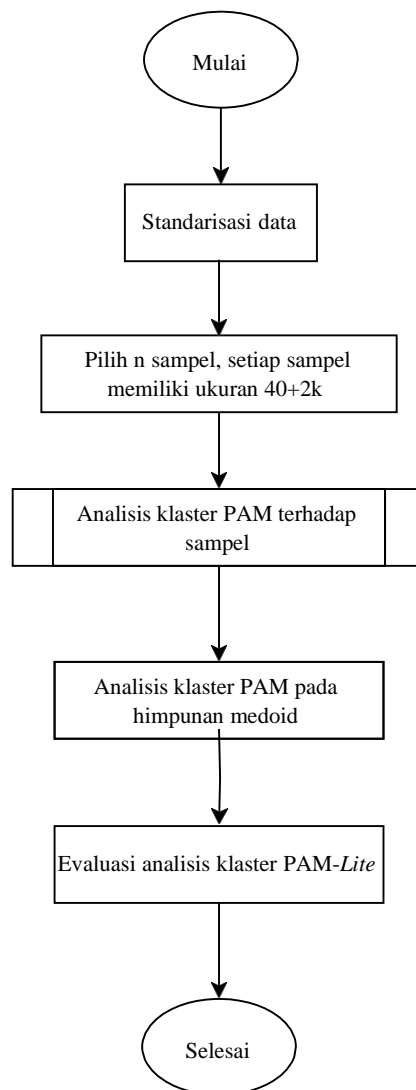 Mulai
Standarisasi data
Pilih n sampel, setiap sampel
memiliki ukuran 40+2k
Analisis klaster PAM terhadap
sampel
Analisis klaster PAM pada
himpunan medoid
Evaluasi analisis klaster PAM-Lite
Selesai